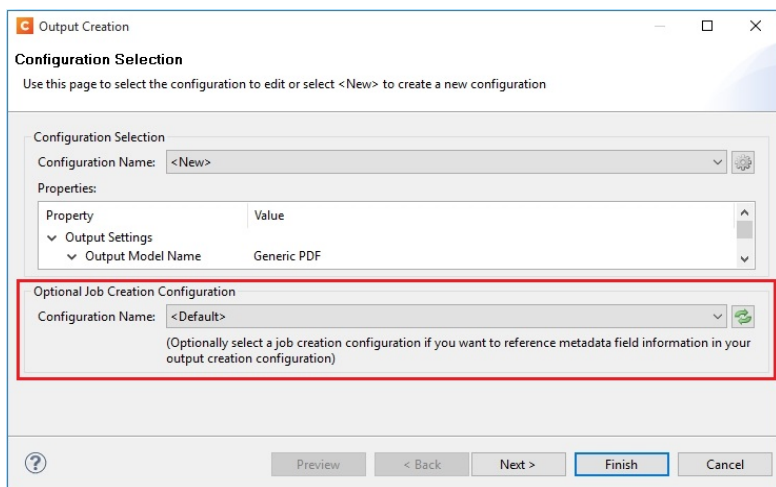 C Output Creation
Configuration Selection
Use this page to select the configuration to edit or select <New> to create a new configuration
Configuration Selection
Configuration Name: <New>
Properties:
Property Value
Output Settings
Output Model Name Generic PDF
Optional Job Creation Configuration
Configuration Name: <Default>
(Optionally select a job creation configuration if you want to reference metadata field information in your
output creation configuration)
? Preview < Back Next > Finish Cancel